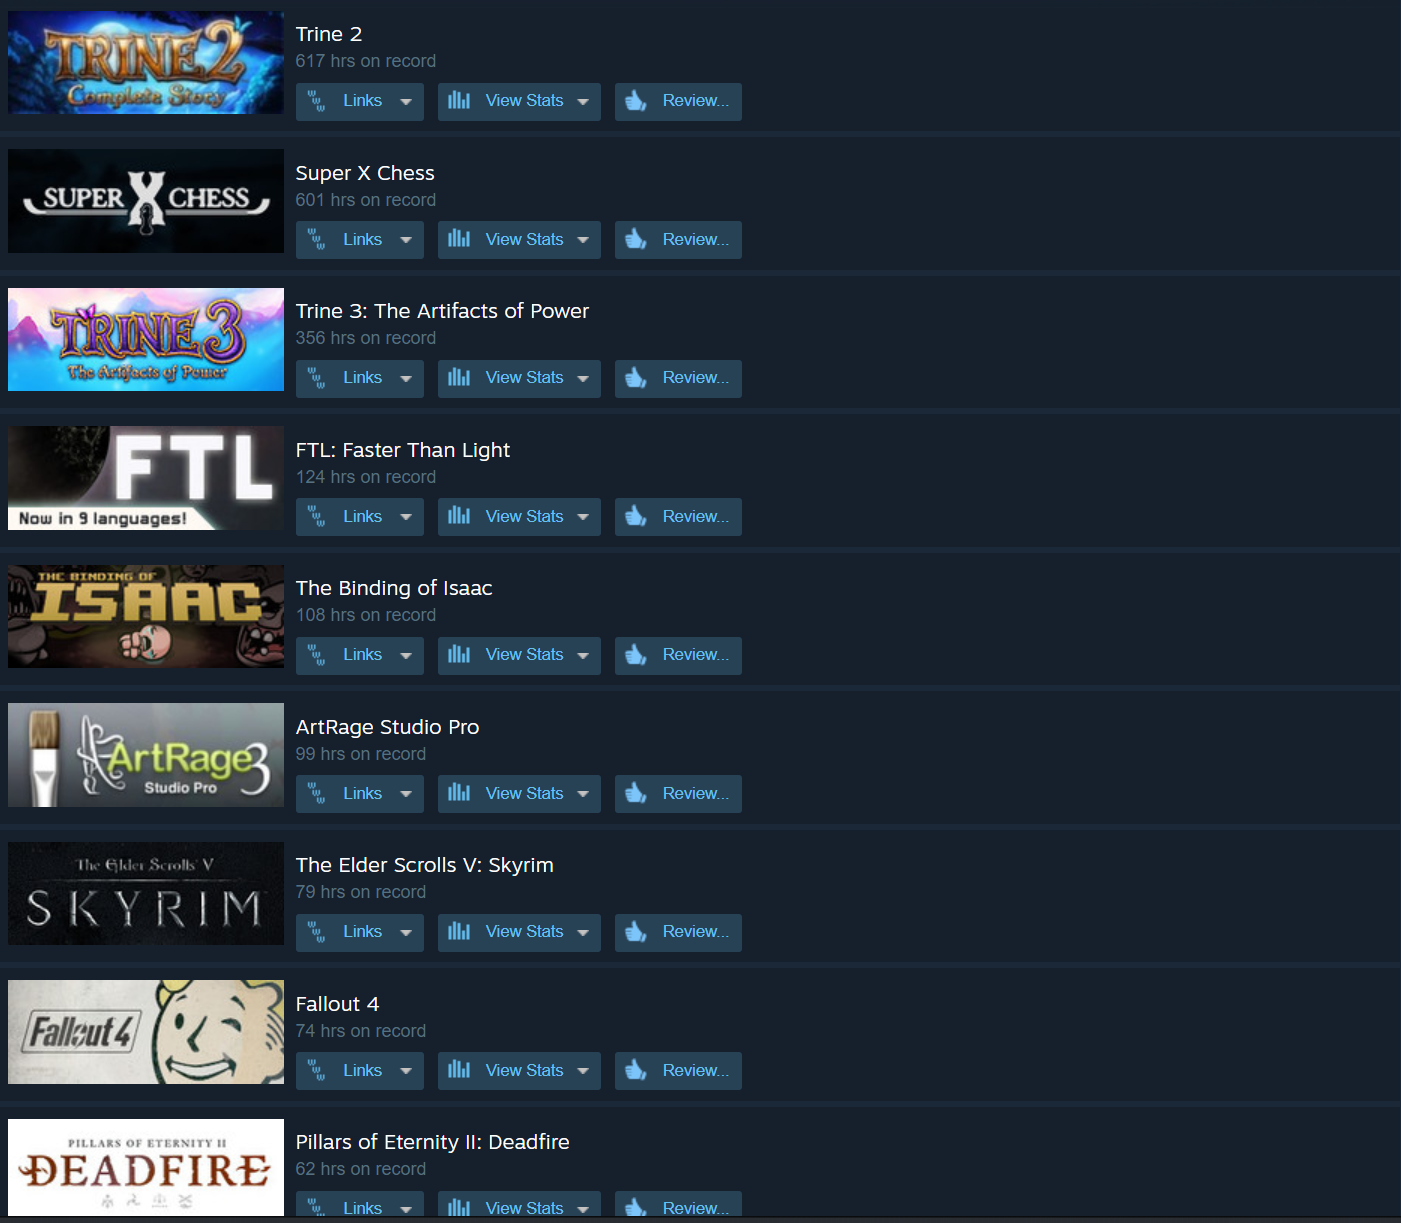 TRINE 2
Complete Story
Trine 2
617 hrs on record
Links View Stats Review...
SUPER X CHESS
Super X Chess
601 hrs on record
Links View Stats Review...
TRINE 3
The Artifacts of Power
Trine 3: The Artifacts of Power
356 hrs on record
Links View Stats Review...
FTL
Now in 9 languages!
FTL: Faster Than Light
124 hrs on record
Links View Stats Review...
THE BINDING OF
ISAAC
The Binding of Isaac
108 hrs on record
Links View Stats Review...
ArtRage 3
Studio Pro
ArtRage Studio Pro
99 hrs on record
Links View Stats Review...
The Elder Scrolls V
SKYRIM
The Elder Scrolls V: Skyrim
79 hrs on record
Links View Stats Review...
Fallout 4
Fallout 4
74 hrs on record
Links View Stats Review...
PILLARS OF ETERNITY II
DEADFIRE
Pillars of Eternity II: Deadfire
62 hrs on record
Links View Stats Review...